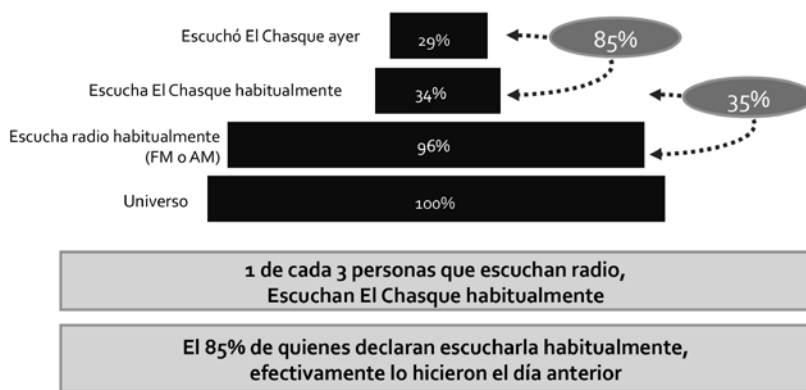 Escuchó El Chasque ayer
29%
85%
Escucha El Chasque habitualmente
34%
35%
Escucha radio habitualmente
(FM o AM)
96%
Universo
100%
1 de cada 3 personas que escuchan radio,
Escuchan El Chasque habitualmente
El 85% de quienes declaran escucharla habitualmente,
efectivamente lo hicieron el día anterior